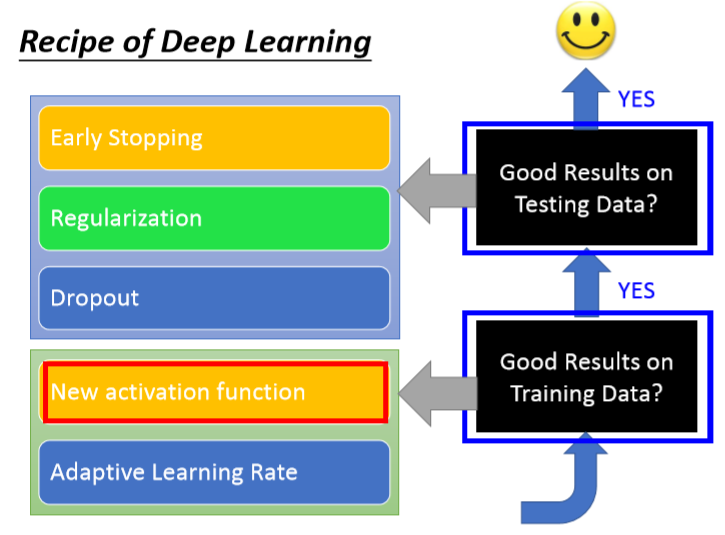 Recipe of Deep Learning
YES
Early Stopping
Good Results on
Testing Data?
Regularization
Dropout
YES
New activation function
Good Results on
Training Data?
Adaptive Learning Rate